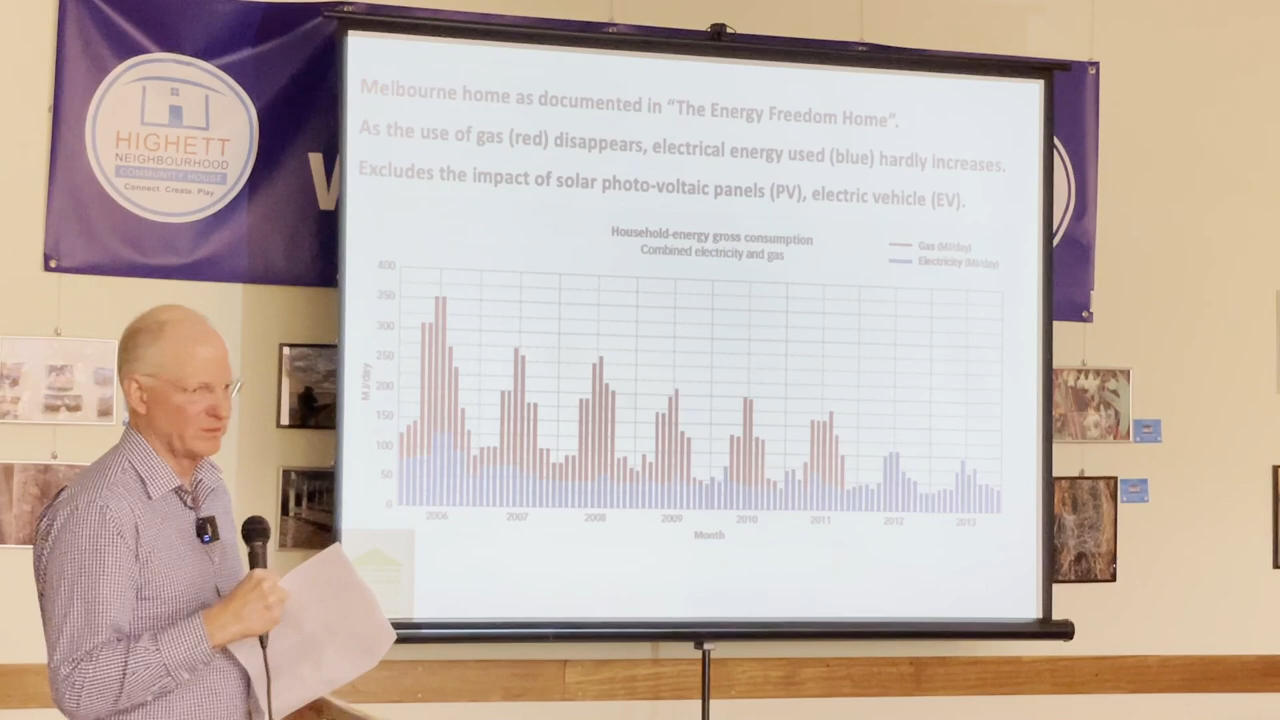 HIGHETT
NEIGHBOURHOOD
COMMUNITY HOUSE
Connect. Create. Play
Melbourne home as documented in “The Energy Freedom Home”.
As the use of gas (red) disappears, electrical energy used (blue) hardly increases.
Excludes the impact of solar photo-voltaic panels (PV), electric vehicle (EV).
Household-energy gross consumption
Combined electricity and gas
Gas (MJ/day)
Electricity (MJ/day)
400
350
300
250
200
150
100
50
0
MJ/day
2006 2007 2008 2009 2010 2011 2012 2013
Month